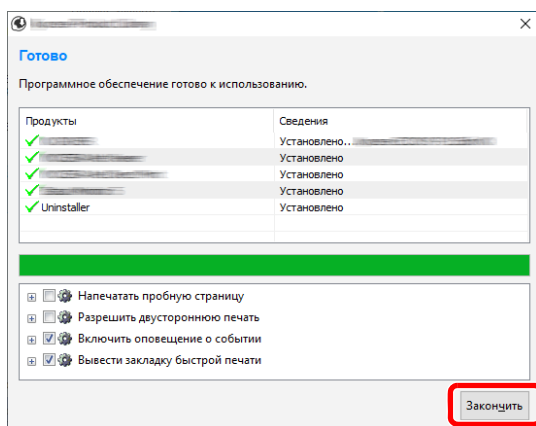 Готово
Программное обеспечение готово к использованию.
Продукты Сведения
Установлено...
Установлено
Установлено
Установлено
Uninstaller Установлено
Напечатать пробную страницу
Разрешить двустороннюю печать
Включить оповещение о событии
Вывести закладку быстрой печати
Закончить